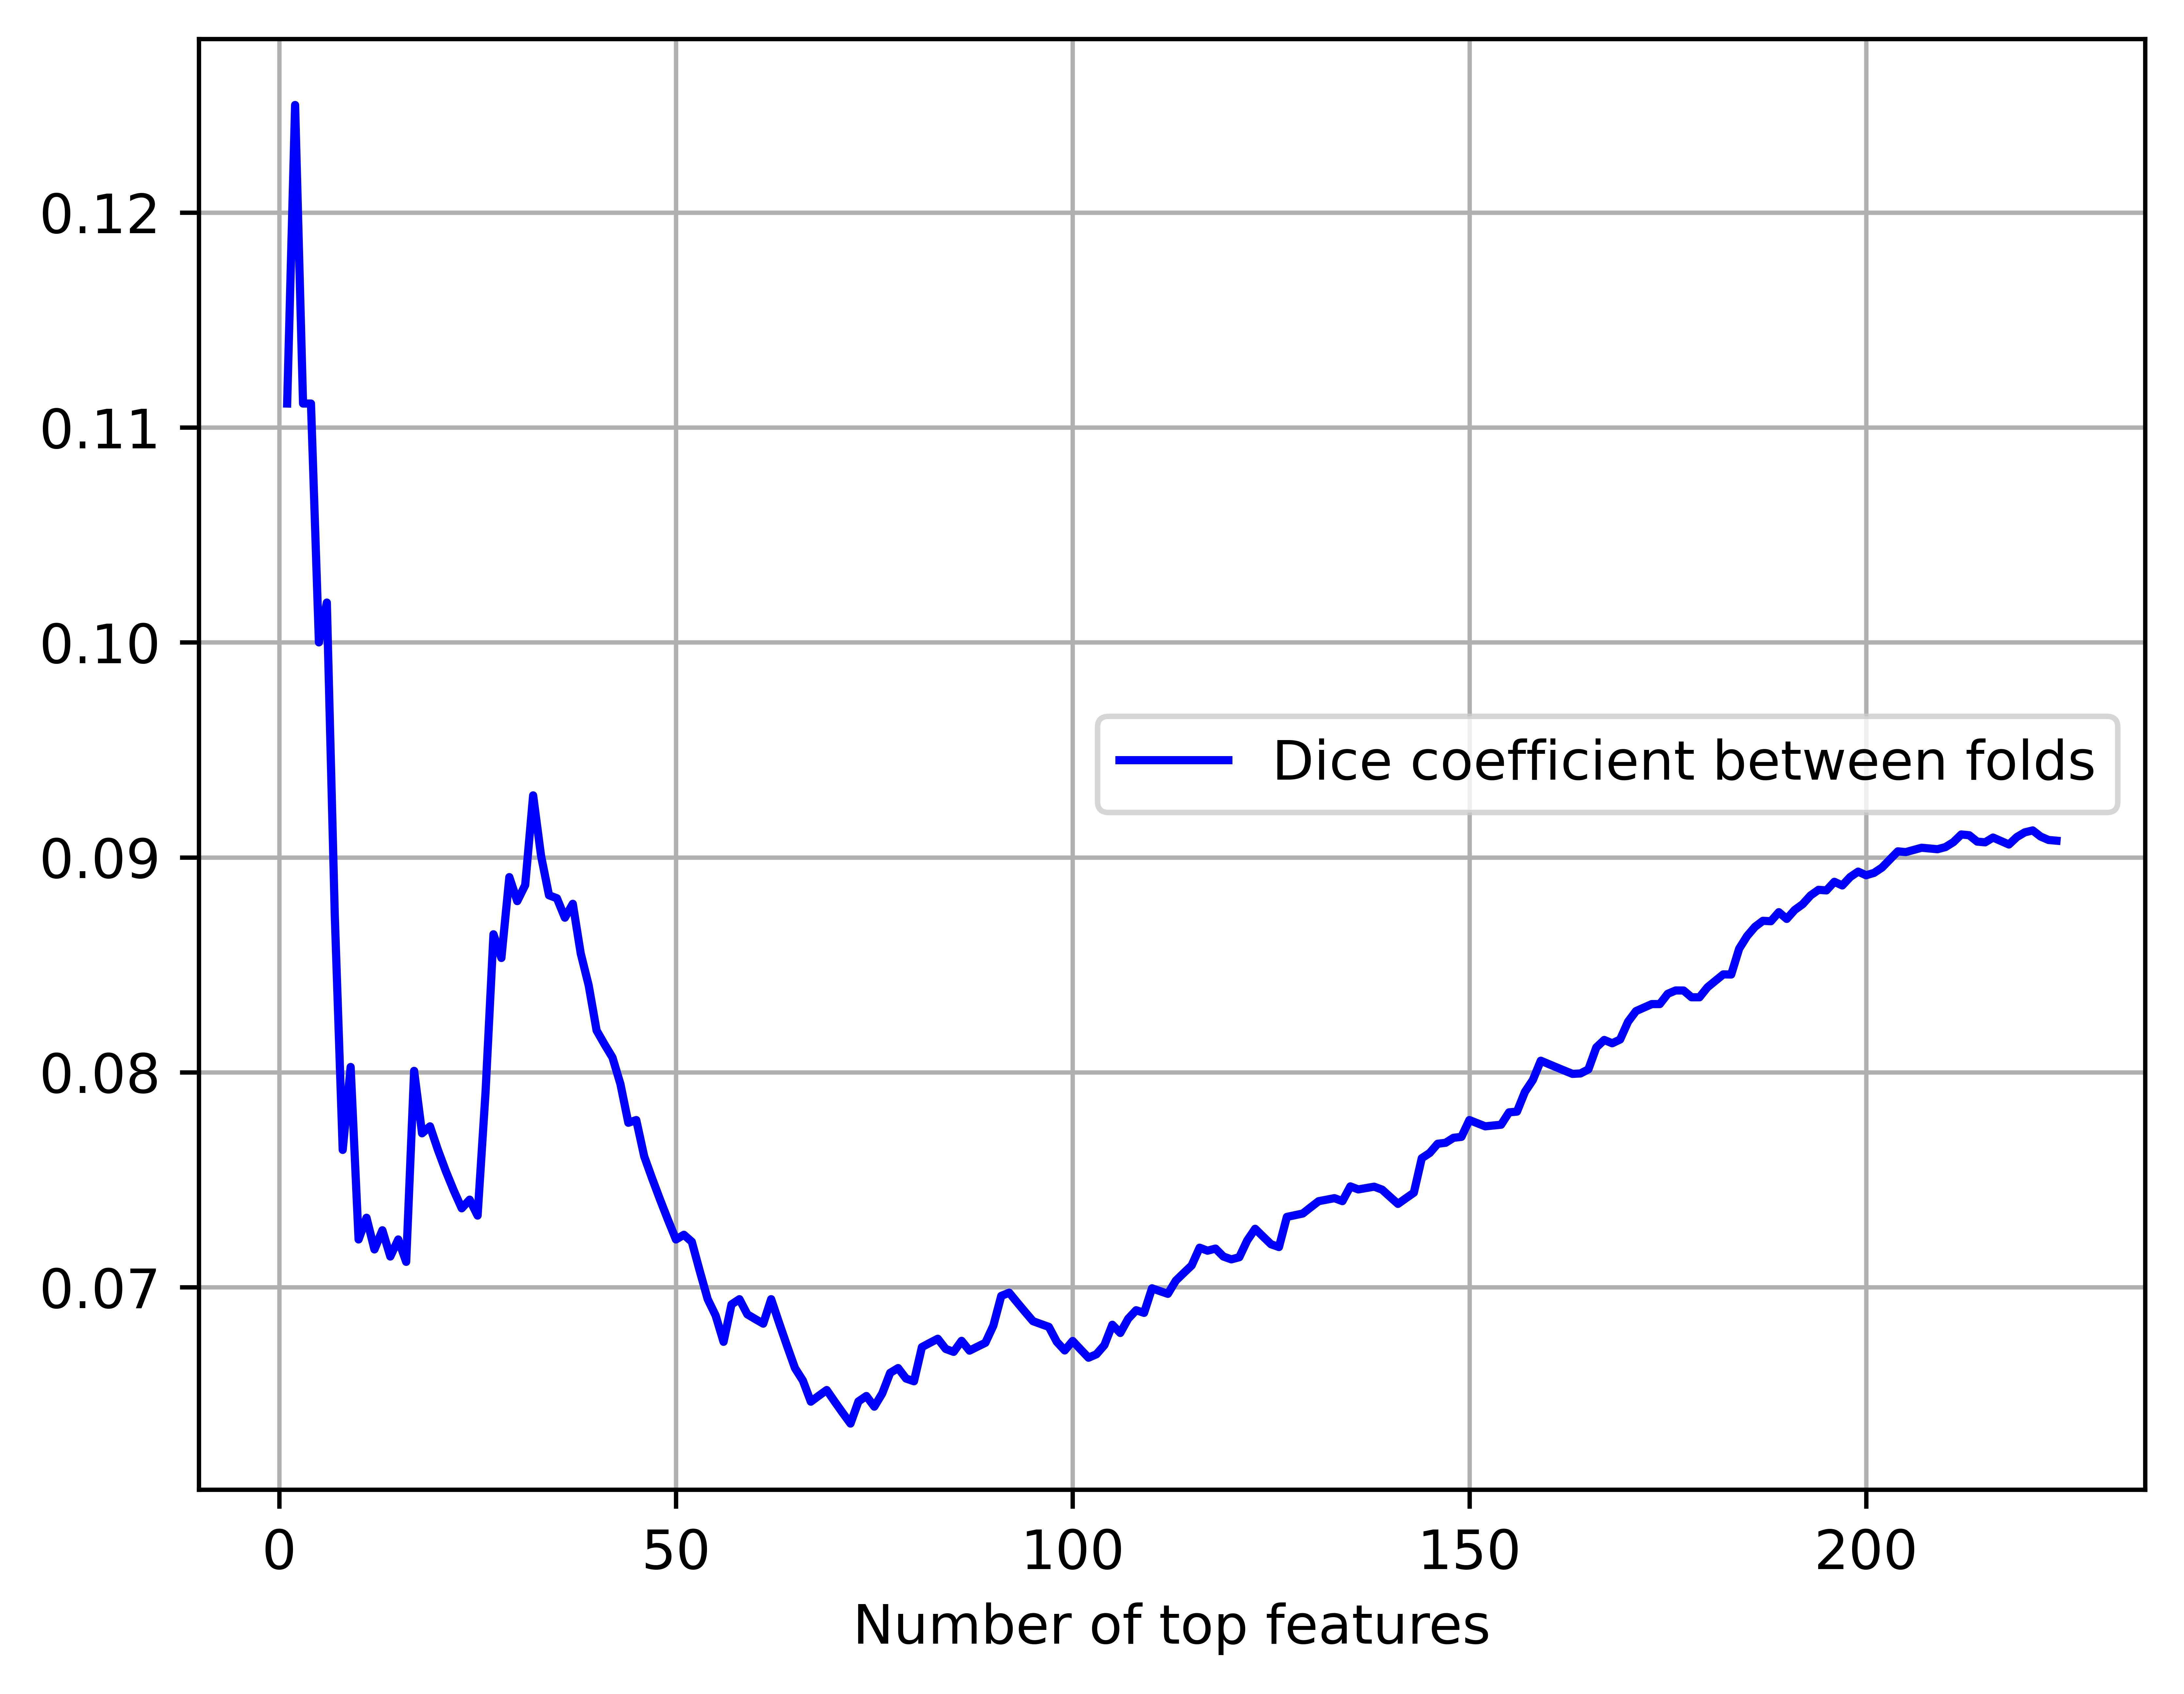 0.12
0.11
0.10
0.09
0.08
0.07
Dice coefficient between folds
0 50 100 150 200
Number of top features